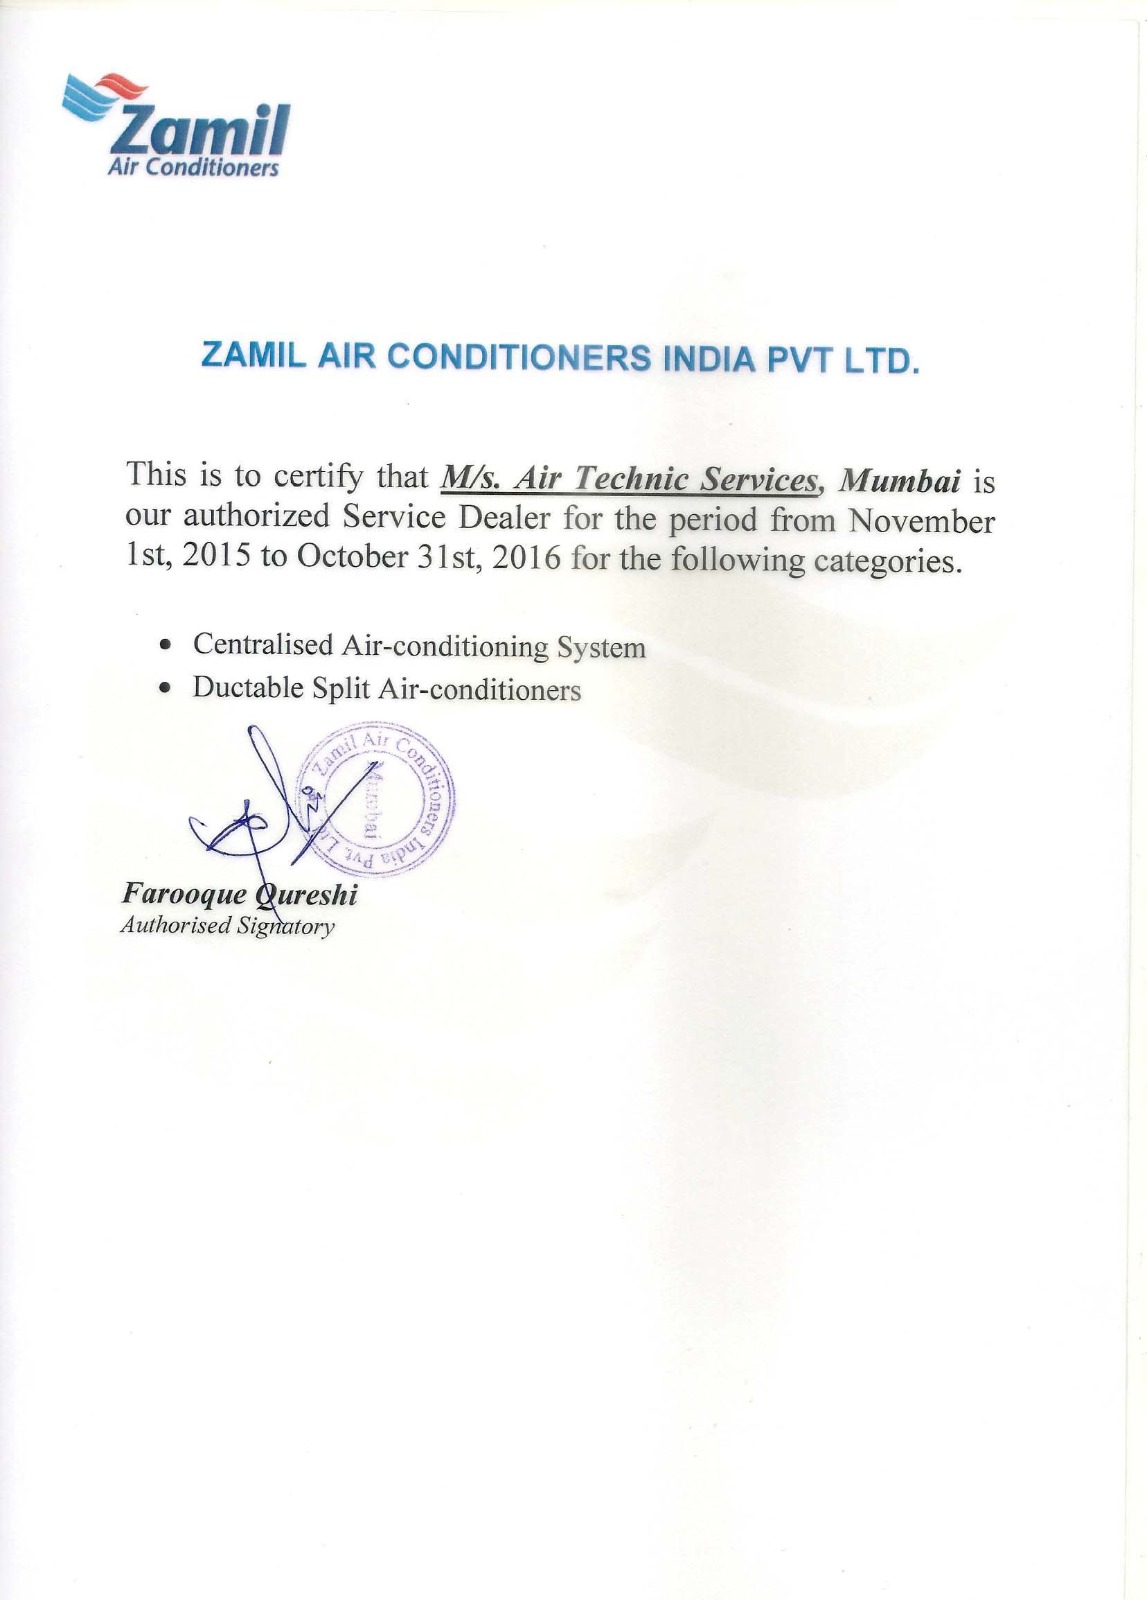 Zamil
Air Conditioners
ZAMIL AIR CONDITIONERS INDIA PVT LTD.
This is to certify that M/s. Air Technic Services, Mumbai is
our authorized Service Dealer for the period from November
1st, 2015 to October 31st, 2016 for the following categories.
• Centralised Air-conditioning System
• Ductable Split Air-conditioners
Zamil Air Conditioners India Pvt. Ltd.
Mumbai
Farooque Qureshi
Authorised Signatory